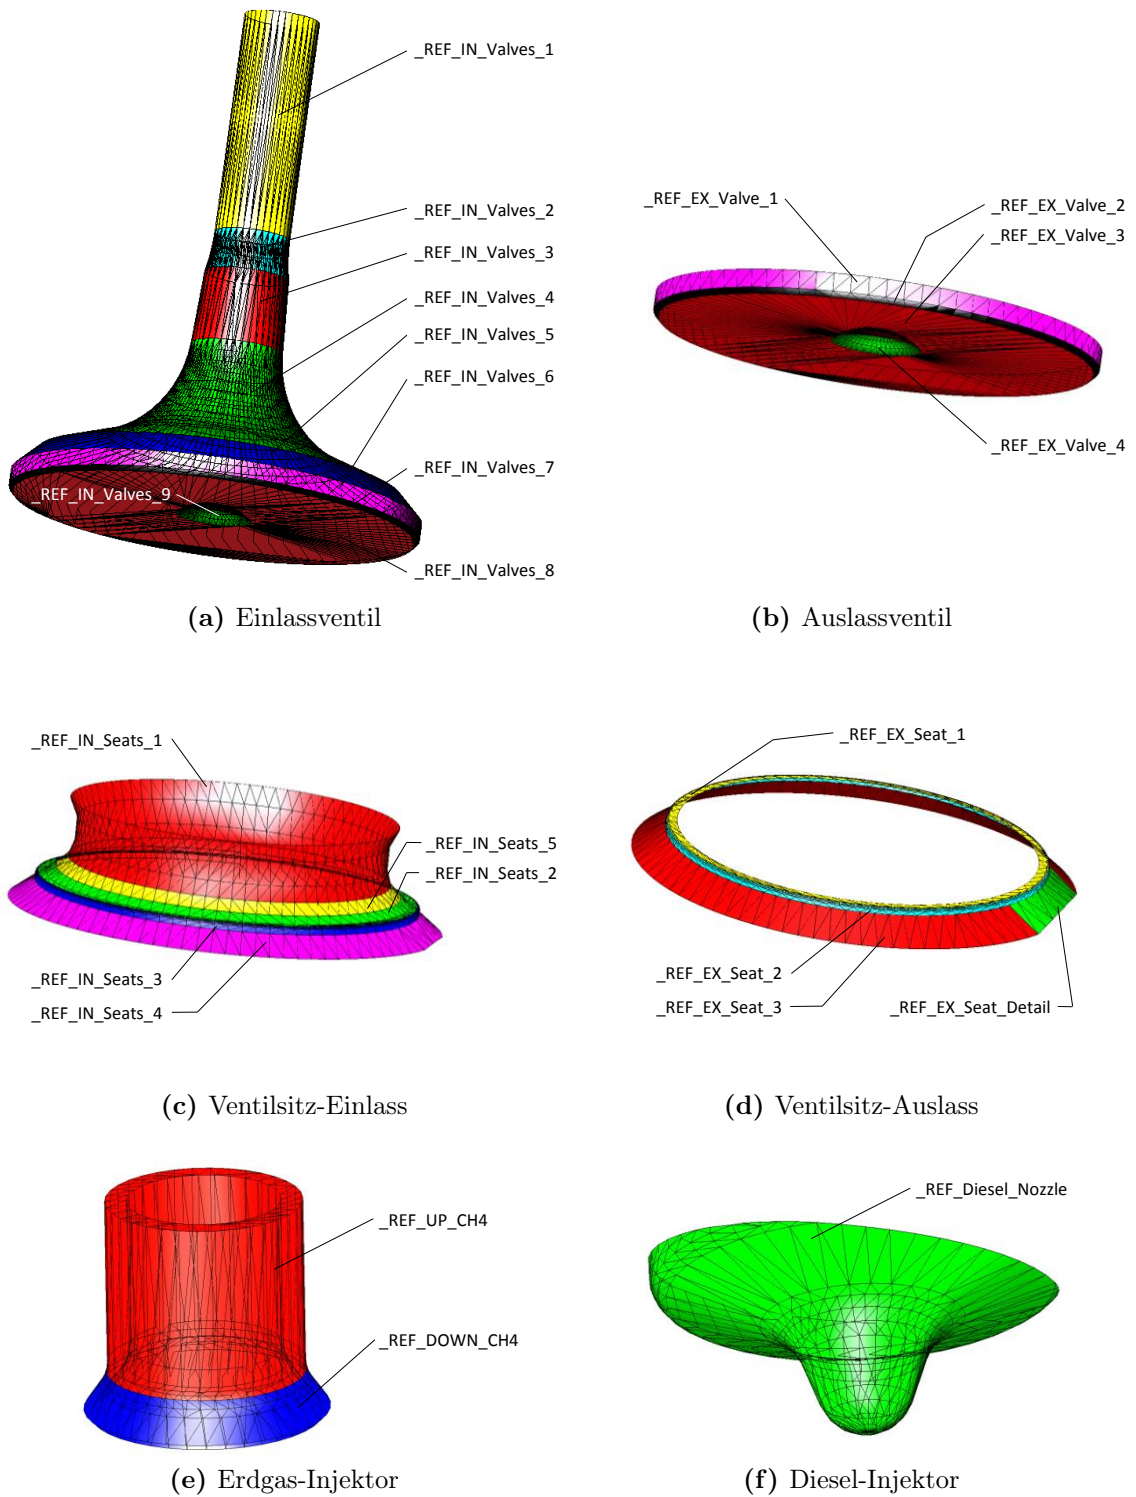 _REF_IN_Valves_1
_REF_IN_Valves_2
_REF_IN_Valves_3
_REF_IN_Valves_4
_REF_IN_Valves_5
_REF_IN_Valves_6
_REF_IN_Valves_7
_REF_IN_Valves_9
_REF_IN_Valves_8
(a) Einlassventil
_REF_EX_Valve_1
_REF_EX_Valve_2
_REF_EX_Valve_3
_REF_EX_Valve_4
(b) Auslassventil
_REF_IN_Seats_1
_REF_IN_Seats_5
_REF_IN_Seats_2
_REF_IN_Seats_3
_REF_IN_Seats_4
(c) Ventilsitz-Einlass
_REF_EX_Seat_1
_REF_EX_Seat_2
_REF_EX_Seat_3
_REF_EX_Seat_Detail
(d) Ventilsitz-Auslass
_REF_UP_CH4
_REF_DOWN_CH4
(e) Erdgas-Injektor
_REF_Diesel_Nozzle
(f) Diesel-Injektor